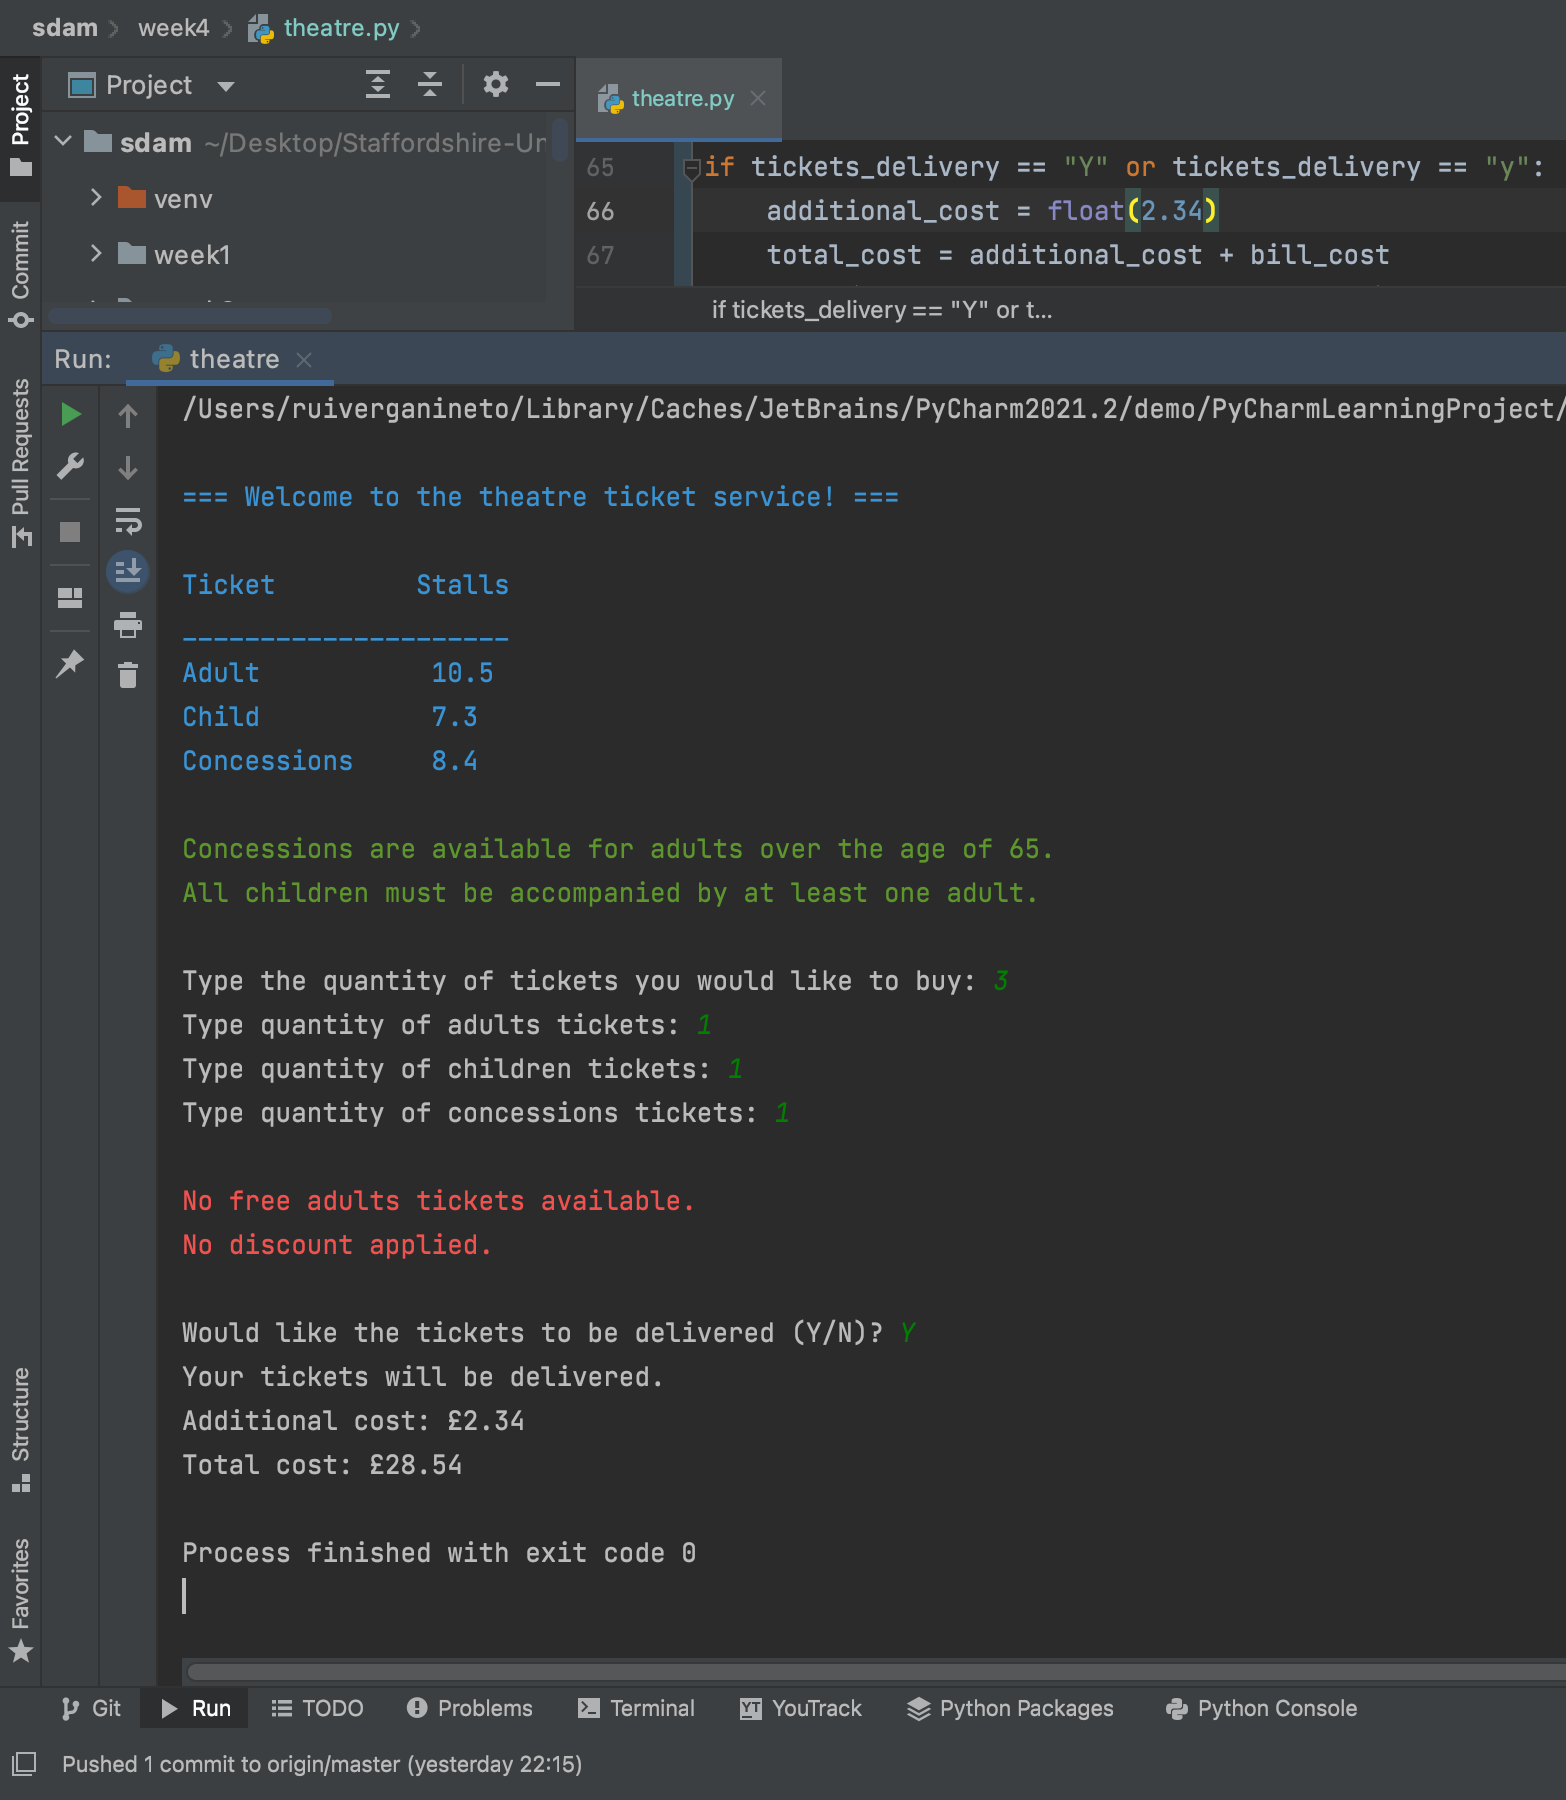 sdam week4 theatre.py
Project
theatre.py
Project
sdam ~/Desktop/Staffordshire-Un
venv
week1
65 if tickets_delivery == "Y" or tickets_delivery == "y":
66 additional_cost = float(2.34)
67 total_cost = additional_cost + bill_cost
if tickets_delivery == "Y" or t...
Commit
Pull Requests
Structure
Favorites
Run: theatre
/Users/ruiverganineto/Library/Caches/JetBrains/PyCharm2021.2/demo/PyCharmLearningProject/
=== Welcome to the theatre ticket service! ===
Ticket Stalls
---------------------
Adult 10.5
Child 7.3
Concessions 8.4
Concessions are available for adults over the age of 65.
All children must be accompanied by at least one adult.
Type the quantity of tickets you would like to buy: 3
Type quantity of adults tickets: 1
Type quantity of children tickets: 1
Type quantity of concessions tickets: 1
No free adults tickets available.
No discount applied.
Would like the tickets to be delivered (Y/N)? Y
Your tickets will be delivered.
Additional cost: £2.34
Total cost: £28.54
Process finished with exit code 0
Git Run TODO Problems Terminal YouTrack Python Packages Python Console
Pushed 1 commit to origin/master (yesterday 22:15)